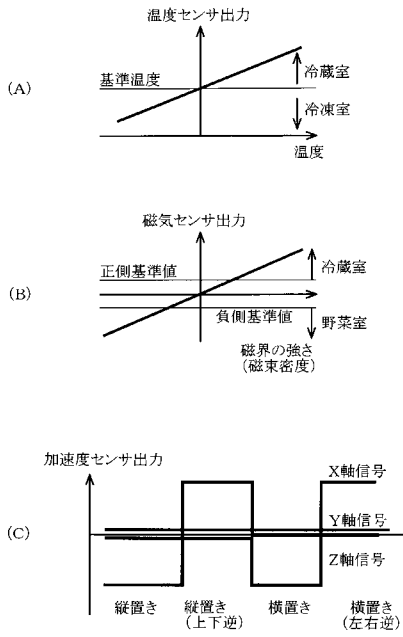 温度センサ出力
(A)
基準温度
冷蔵室
冷凍室
温度
磁気センサ出力
(B)
正側基準値
冷蔵室
負側基準値
野菜室
磁界の強さ
(磁束密度)
加速度センサ出力
(C)
X軸信号
Y軸信号
Z軸信号
縦置き
縦置き
(上下逆)
横置き
横置き
(左右逆)